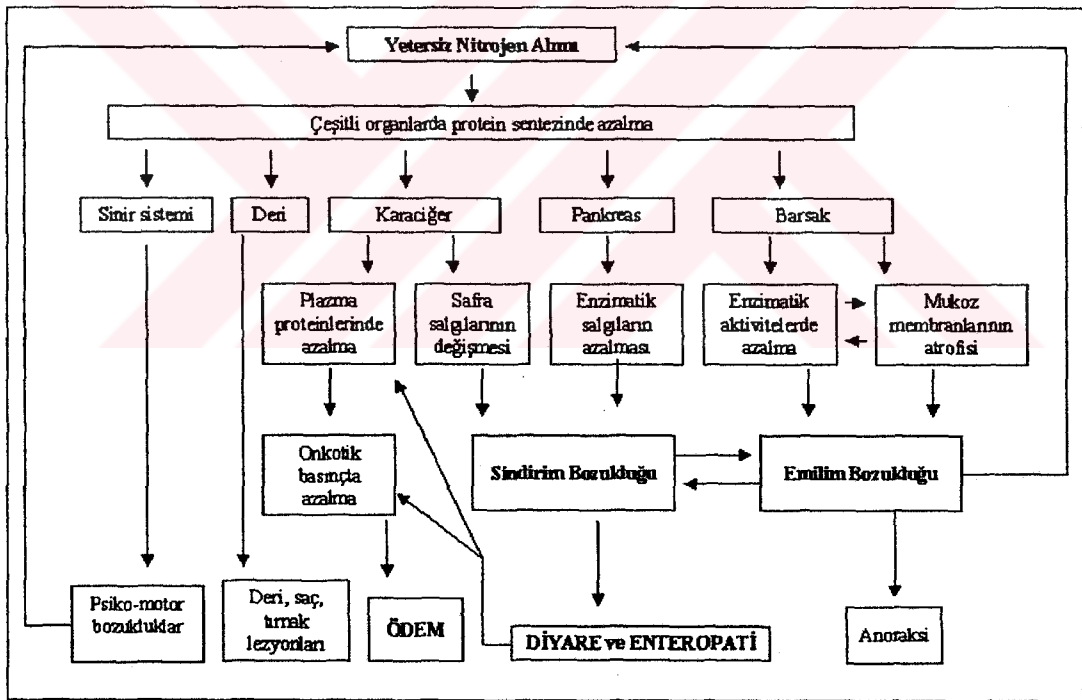 Yetersiz Nitrojen Alımı
Çeşitli organlarda protein sentezinde azalma
Sinir sistemi
Deri
Karaciğer
Pankreas
Barsak
Plazma
proteinlerinde
azalma
Safra
salgılarının
değişmesi
Enzimatik
salgıların
azalması
Enzimatik
aktivitelerde
azalma
Mukoz
membranlarının
atrofisi
Onkotik
basınçta
azalma
Sindirim Bozukluğu
Emilim Bozukluğu
Psiko-motor
bozukluklar
Deri, saç,
tırnak
lezyonları
ÖDEM
DİYARE ve ENTEROPATİ
Anoraksi